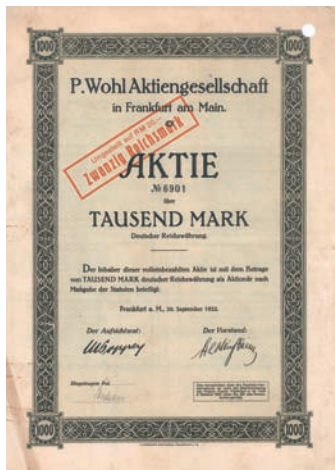 1000 1000
P. Wohl Aktiengesellschaft
in Frankfurt am Main.
Umgestellt auf RM 20,—
Zwanzig Reichsmark
AKTIE
№ 6901
über
TAUSEND MARK
Deutscher Reichswährung.
Der Inhaber dieser volleinbezahlten Aktie ist mit dem Betrage
von TAUSEND MARK deutscher Reichswährung als Aktionär nach
Maßgabe der Statuten beteiligt.
Frankfurt a. M., 30. September 1922.
Der Aufsichtsrat: Der Vorstand:
Eingetragen Fol.
1000 1000